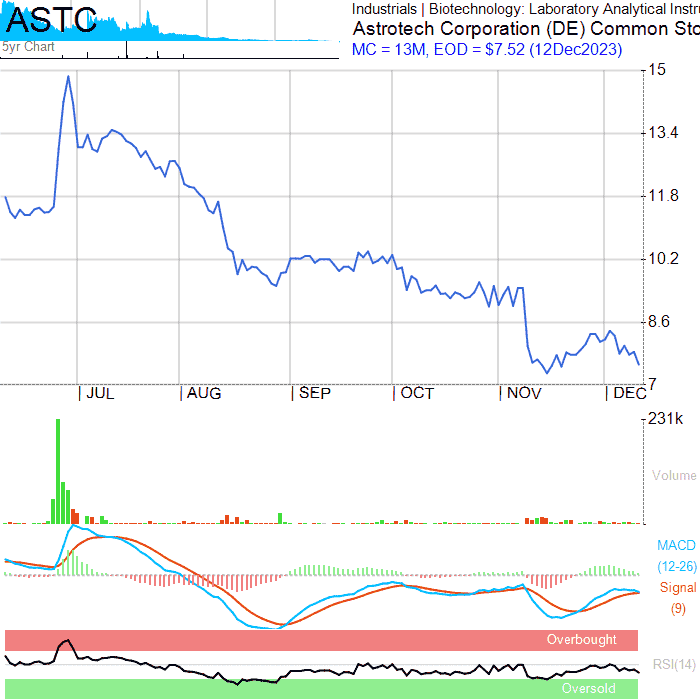 ASTC
5yr Chart
Industrials | Biotechnology: Laboratory Analytical Instru
Astrotech Corporation (DE) Common Sto
MC = 13M, EOD = $7.52 (12Dec2023)
15
13.4
11.8
10.2
8.6
7
| JUL | AUG | SEP | OCT | NOV | DEC
231k
Volume
MACD
(12-26)
Signal
(9)
Overbought
RSI(14)
Oversold